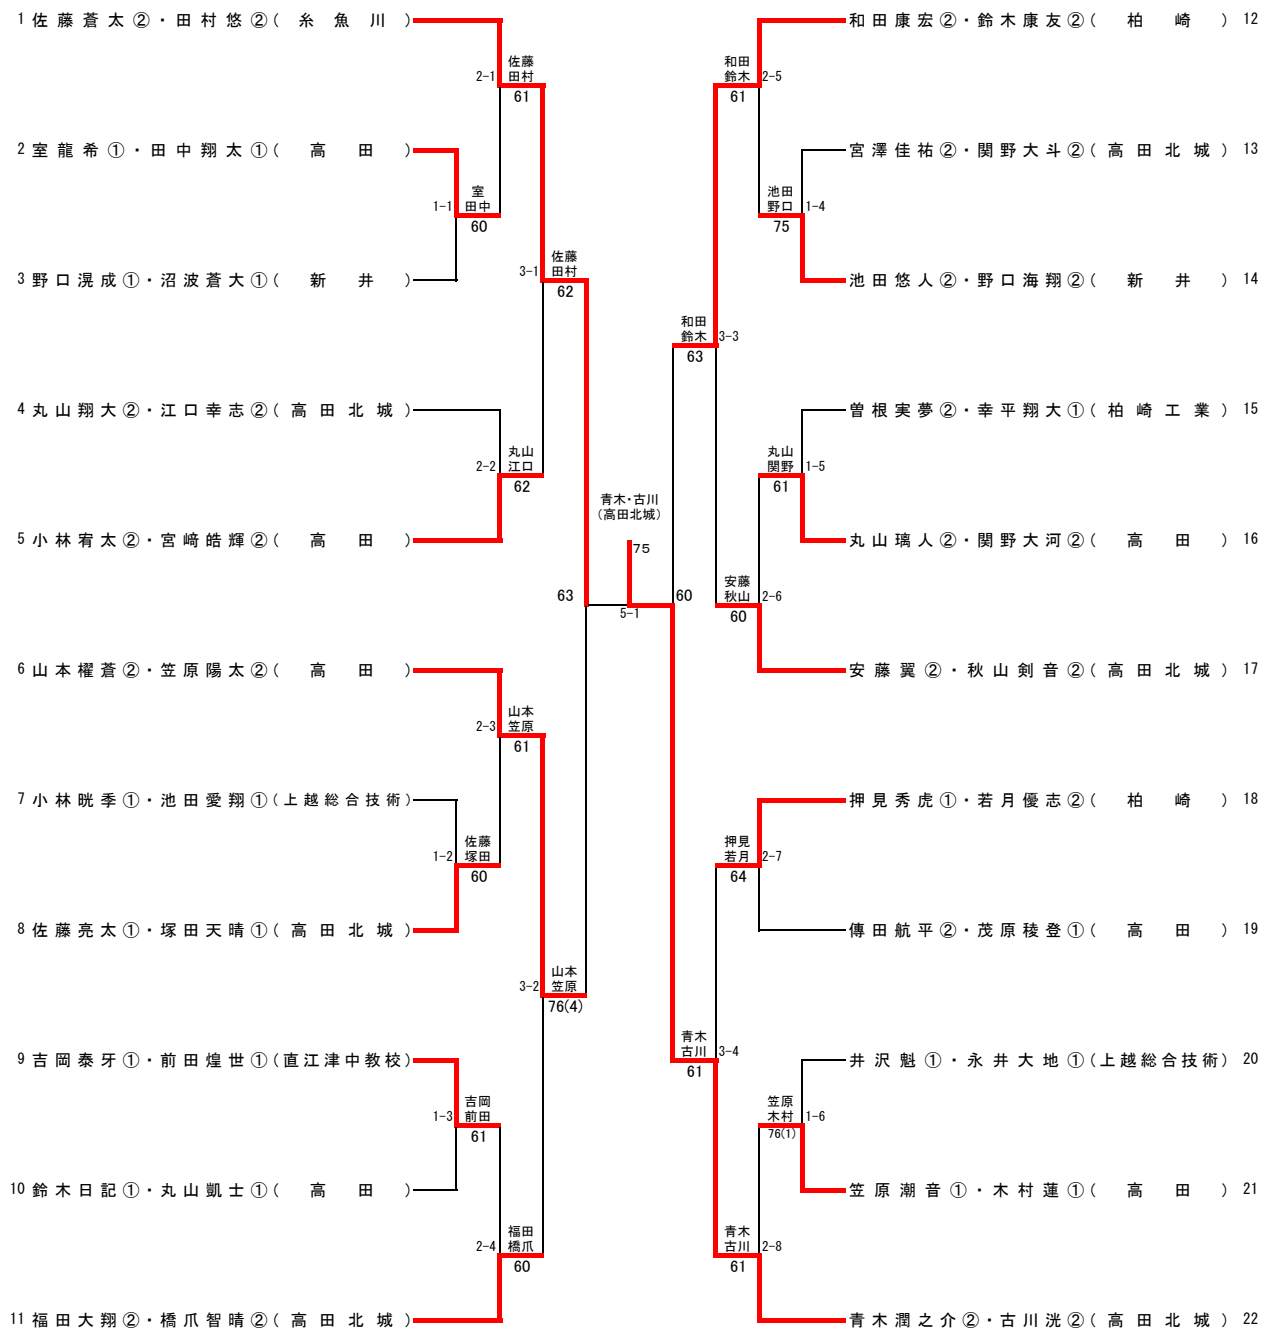 1 佐藤蒼太②・田村悠②(糸魚川)
2-1
佐藤
田村
61
2 室龍希①・田中翔太①(高田)
1-1
室
田中
60
3 野口滉成①・沼波蒼大①(新井)
3-1
佐藤
田村
62
4 丸山翔大②・江口幸志②(高田北城)
2-2
丸山
江口
62
5 小林宥太②・宮﨑皓輝②(高田)
63
6 山本櫂蒼②・笠原陽太②(高田)
2-3
山本
笠原
61
7 小林晄季①・池田愛翔①(上越総合技術)
1-2
佐藤
塚田
60
8 佐藤亮太①・塚田天晴①(高田北城)
3-2
山本
笠原
76(4)
9 吉岡泰牙①・前田煌世①(直江津中教校)
1-3
吉岡
前田
61
10 鈴木日記①・丸山凱士①(高田)
2-4
福田
橋爪
60
11 福田大翔②・橋爪智晴②(高田北城)
青木・古川
(高田北城)
75
5-1
和田康宏②・鈴木康友②(柏崎) 12
和田
鈴木
2-5
61
宮澤佳祐②・関野大斗②(高田北城) 13
池田
野口
1-4
75
池田悠人②・野口海翔②(新井) 14
和田
鈴木
3-3
63
曽根実夢②・幸平翔大①(柏崎工業) 15
丸山
関野
1-5
61
丸山璃人②・関野大河②(高田) 16
60
安藤
秋山
2-6
60
安藤翼②・秋山剣音②(高田北城) 17
押見秀虎①・若月優志②(柏崎) 18
押見
若月
2-7
64
傳田航平②・茂原稜登①(高田) 19
青木
古川
3-4
61
井沢魁①・永井大地①(上越総合技術) 20
笠原
木村
1-6
76(1)
笠原潮音①・木村蓮①(高田) 21
青木
古川
2-8
61
青木潤之介②・古川洸②(高田北城) 22